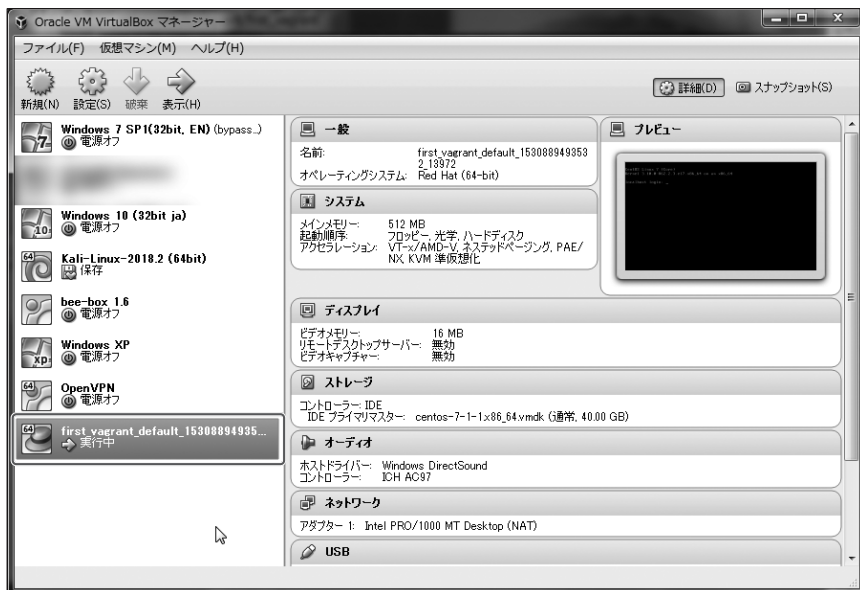 Oracle VM VirtualBox マネージャー
ファイル(F) 仮想マシン(M) ヘルプ(H)
新規(N) 設定(S) 破棄 表示(H)
詳細(D) スナップショット(S)
Windows 7 SP1(32bit, EN) (bypass...)
電源オフ
Windows 10 (32bit ja)
電源オフ
64 Kali-Linux-2018.2 (64bit)
保存
bee-box 1.6
電源オフ
Windows XP
電源オフ
64 OpenVPN
電源オフ
64 first_vagrant_default_15308894935...
実行中
一般
名前: first_vagrant_default_153088949353
2_13972
オペレーティングシステム: Red Hat (64-bit)
システム
メインメモリー: 512 MB
起動順序: フロッピー, 光学, ハードディスク
アクセラレーション: VT-x/AMD-V, ネステッドページング, PAE/
NX, KVM 準仮想化
プレビュー
ディスプレイ
ビデオメモリー: 16 MB
リモートデスクトップサーバー: 無効
ビデオキャプチャー: 無効
ストレージ
コントローラー: IDE
IDE プライマリマスター: centos-7-1-1.x86_64.vmdk (通常, 40.00 GB)
オーディオ
ホストドライバー: Windows DirectSound
コントローラー: ICH AC97
ネットワーク
アダプター 1: Intel PRO/1000 MT Desktop (NAT)
USB